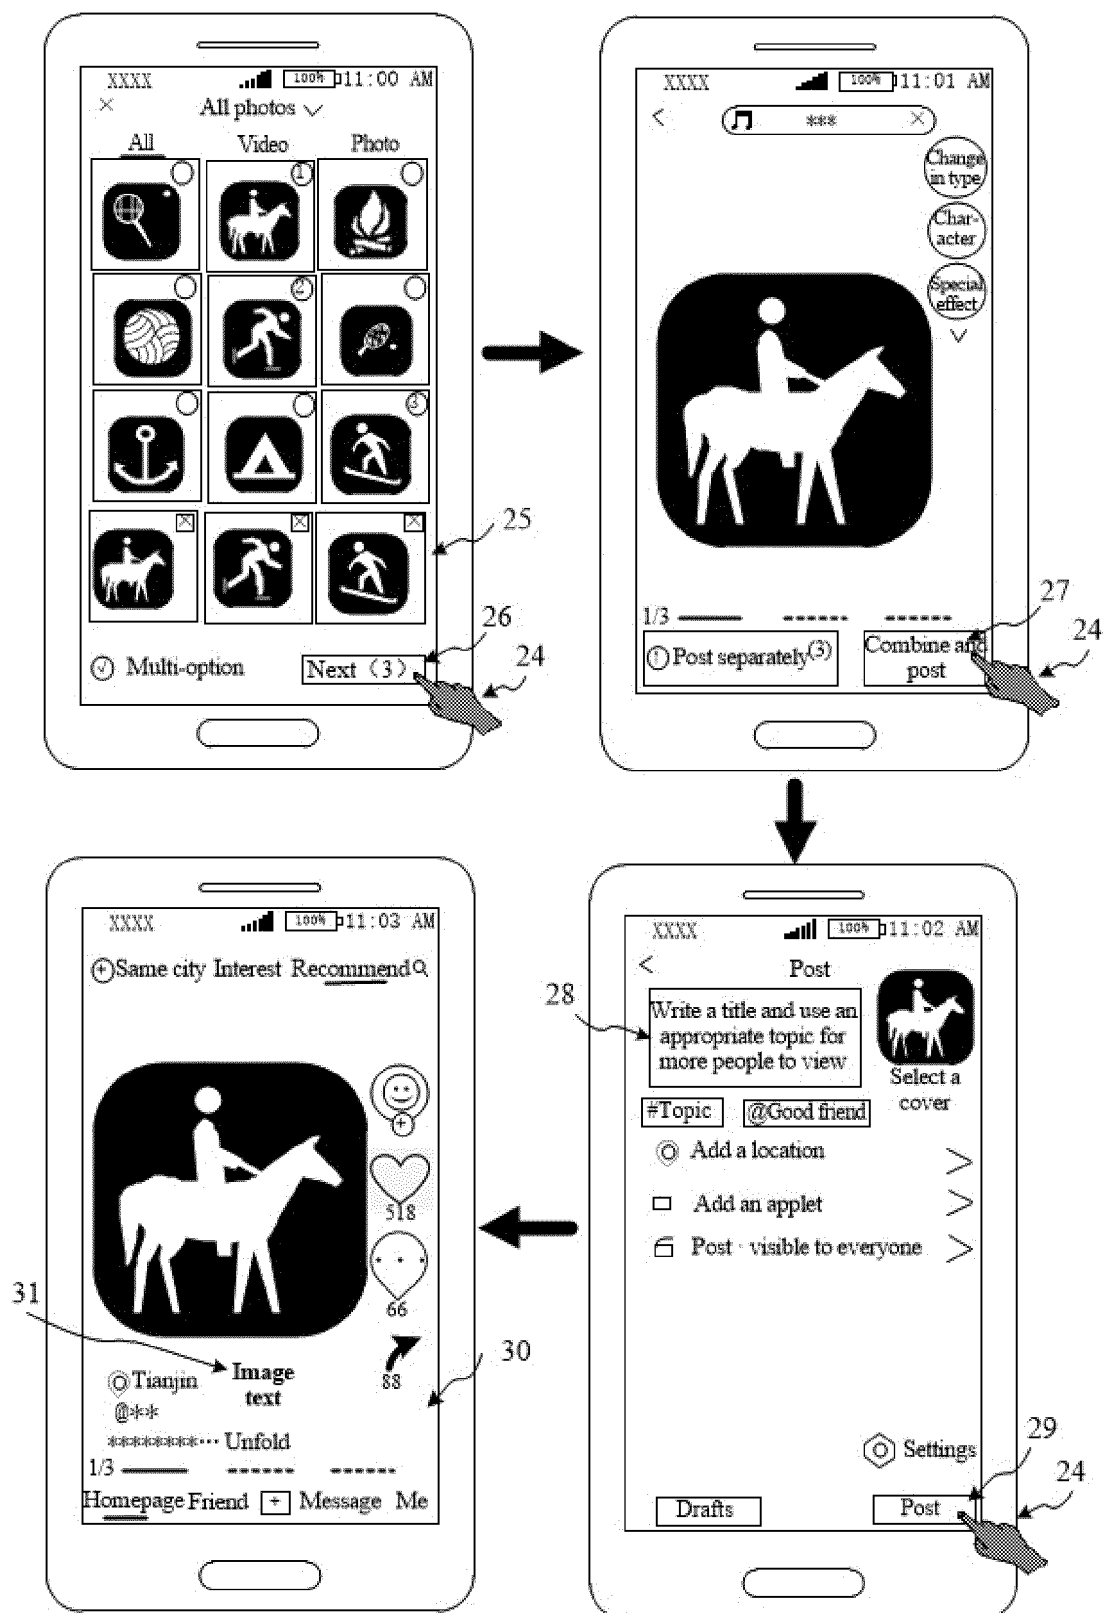 XXXX 100% 11:00 AM
× All photos
All Video Photo
1
2
3
25
26
Multi-option Next (3)
24
XXXX 100% 11:01 AM
< *** ×
Change
in type
Char-
acter
Special
effect
1/3
27
! Post separately(3)
Combine and
post
24
XXXX 100% 11:02 AM
< Post
28
Write a title and use an
appropriate topic for
more people to view
Select a
cover
#Topic @Good friend
Add a location >
Add an applet >
Post · visible to everyone >
Settings
29
Drafts Post
24
XXXX 100% 11:03 AM
+ Same city Interest Recommend
+
518
66
88
31
30
Image
text
Tianjin
@**
********··· Unfold
1/3
Homepage Friend + Message Me